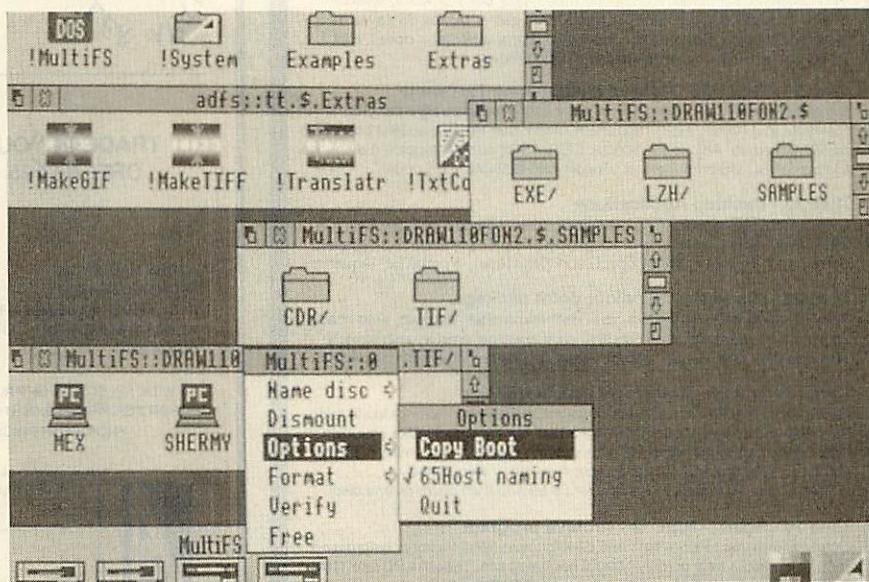 DOS
!MultiFS !System Examples Extras
adfs::tt.$.Extras
!MakeGIF !MakeTIFF !Translatr !TxtCo
MultiFS::DRAW110FON2.$
EXE/ LZH/ SAMPLES
MultiFS::DRAW110FON2.$.SAMPLES
CDR/ TIF/
MultiFS::DRAW110
.TIF/
PC PC
MEX SHERMY
MultiFS::0
Name disc
Dismount
Options
Format
Verify
Free
Options
Copy Boot
√ 65Host naming
Quit
MultiFS